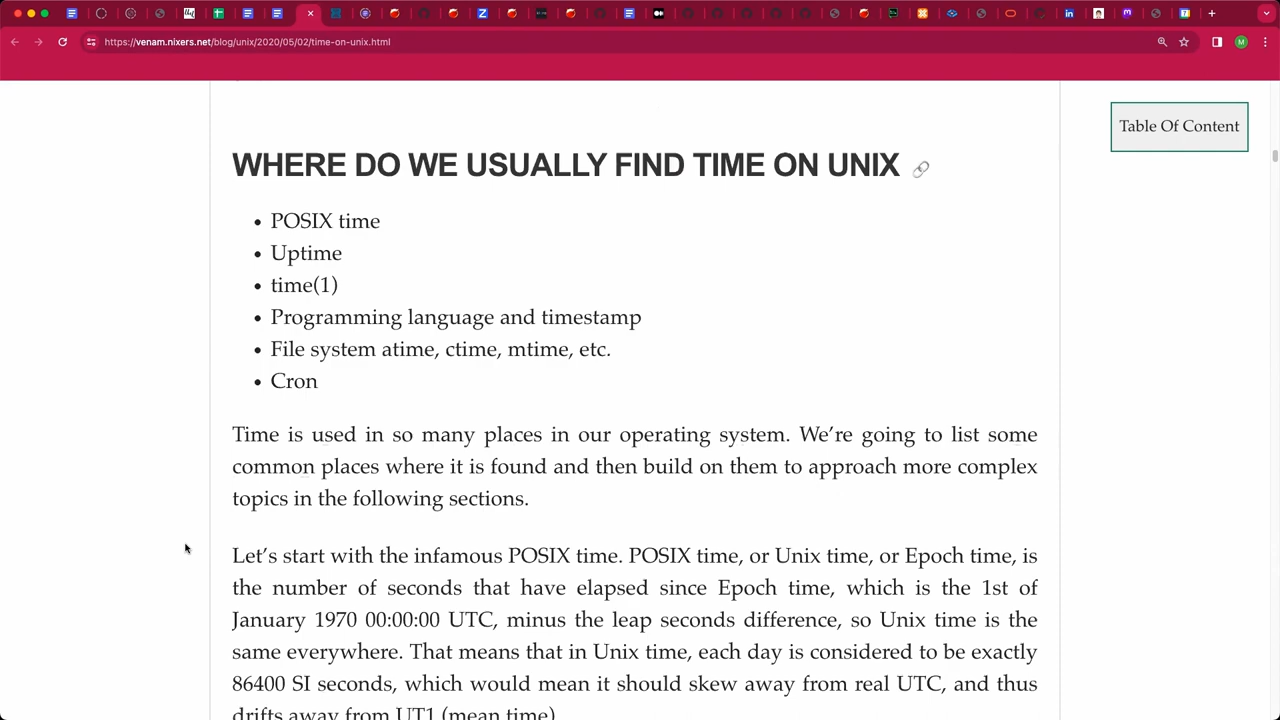 https://venam.nixers.net/blog/unix/2020/05/02/time-on-unix.html
M
Table Of Content
WHERE DO WE USUALLY FIND TIME ON UNIX
• POSIX time
• Uptime
• time(1)
• Programming language and timestamp
• File system atime, ctime, mtime, etc.
• Cron
Time is used in so many places in our operating system. We're going to list some
common places where it is found and then build on them to approach more complex
topics in the following sections.
Let's start with the infamous POSIX time. POSIX time, or Unix time, or Epoch time, is
the number of seconds that have elapsed since Epoch time, which is the 1st of
January 1970 00:00:00 UTC, minus the leap seconds difference, so Unix time is the
same everywhere. That means that in Unix time, each day is considered to be exactly
86400 SI seconds, which would mean it should skew away from real UTC, and thus
drifts away from UT1 (mean time)